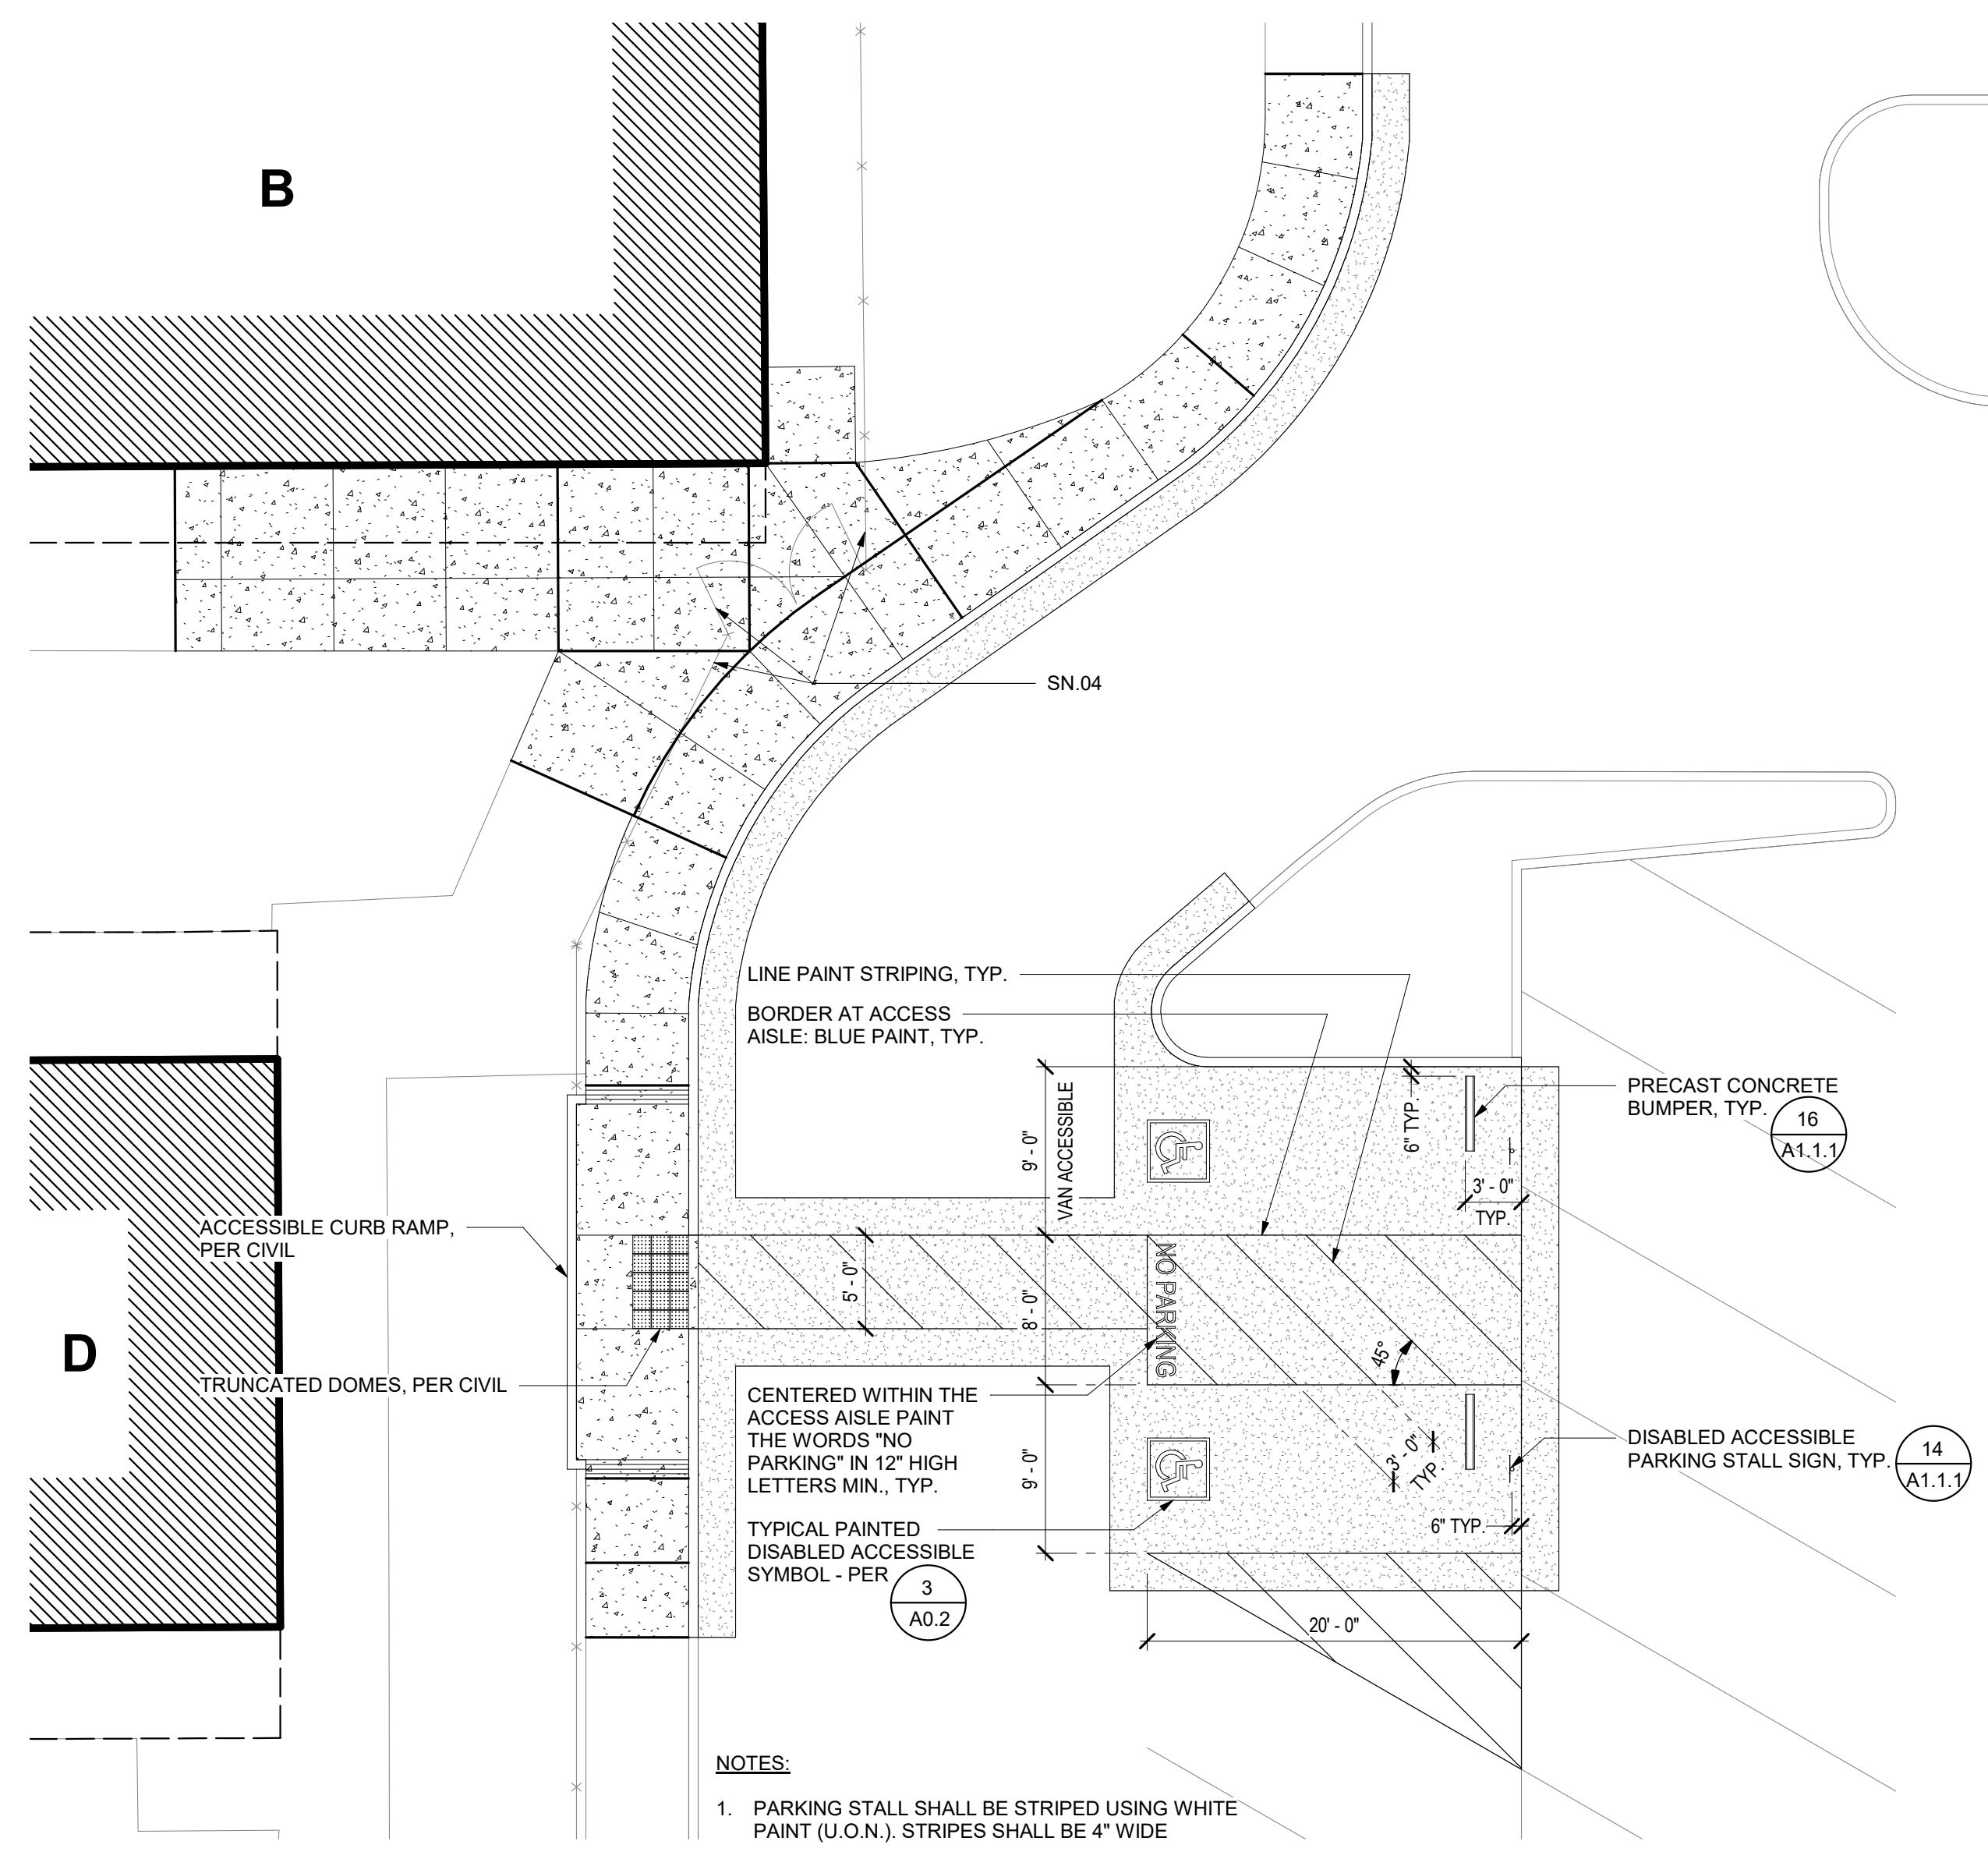 B
SN.04
LINE PAINT STRIPING, TYP.
BORDER AT ACCESS
AISLE: BLUE PAINT, TYP.
9' - 0"
VAN ACCESSIBLE
6" TYP.
PRECAST CONCRETE
BUMPER, TYP.
16
A1.1.1
3' - 0"
TYP.
ACCESSIBLE CURB RAMP,
PER CIVIL
5' - 0"
8' - 0"
NO PARKING
45°
D
TRUNCATED DOMES, PER CIVIL
CENTERED WITHIN THE
ACCESS AISLE PAINT
THE WORDS "NO
PARKING" IN 12" HIGH
LETTERS MIN., TYP.
9' - 0"
3' - 0"
TYP.
DISABLED ACCESSIBLE
PARKING STALL SIGN, TYP.
14
A1.1.1
6" TYP.
TYPICAL PAINTED
DISABLED ACCESSIBLE
SYMBOL - PER
3
A0.2
20' - 0"
NOTES:
1. PARKING STALL SHALL BE STRIPED USING WHITE
PAINT (U.O.N.). STRIPES SHALL BE 4" WIDE